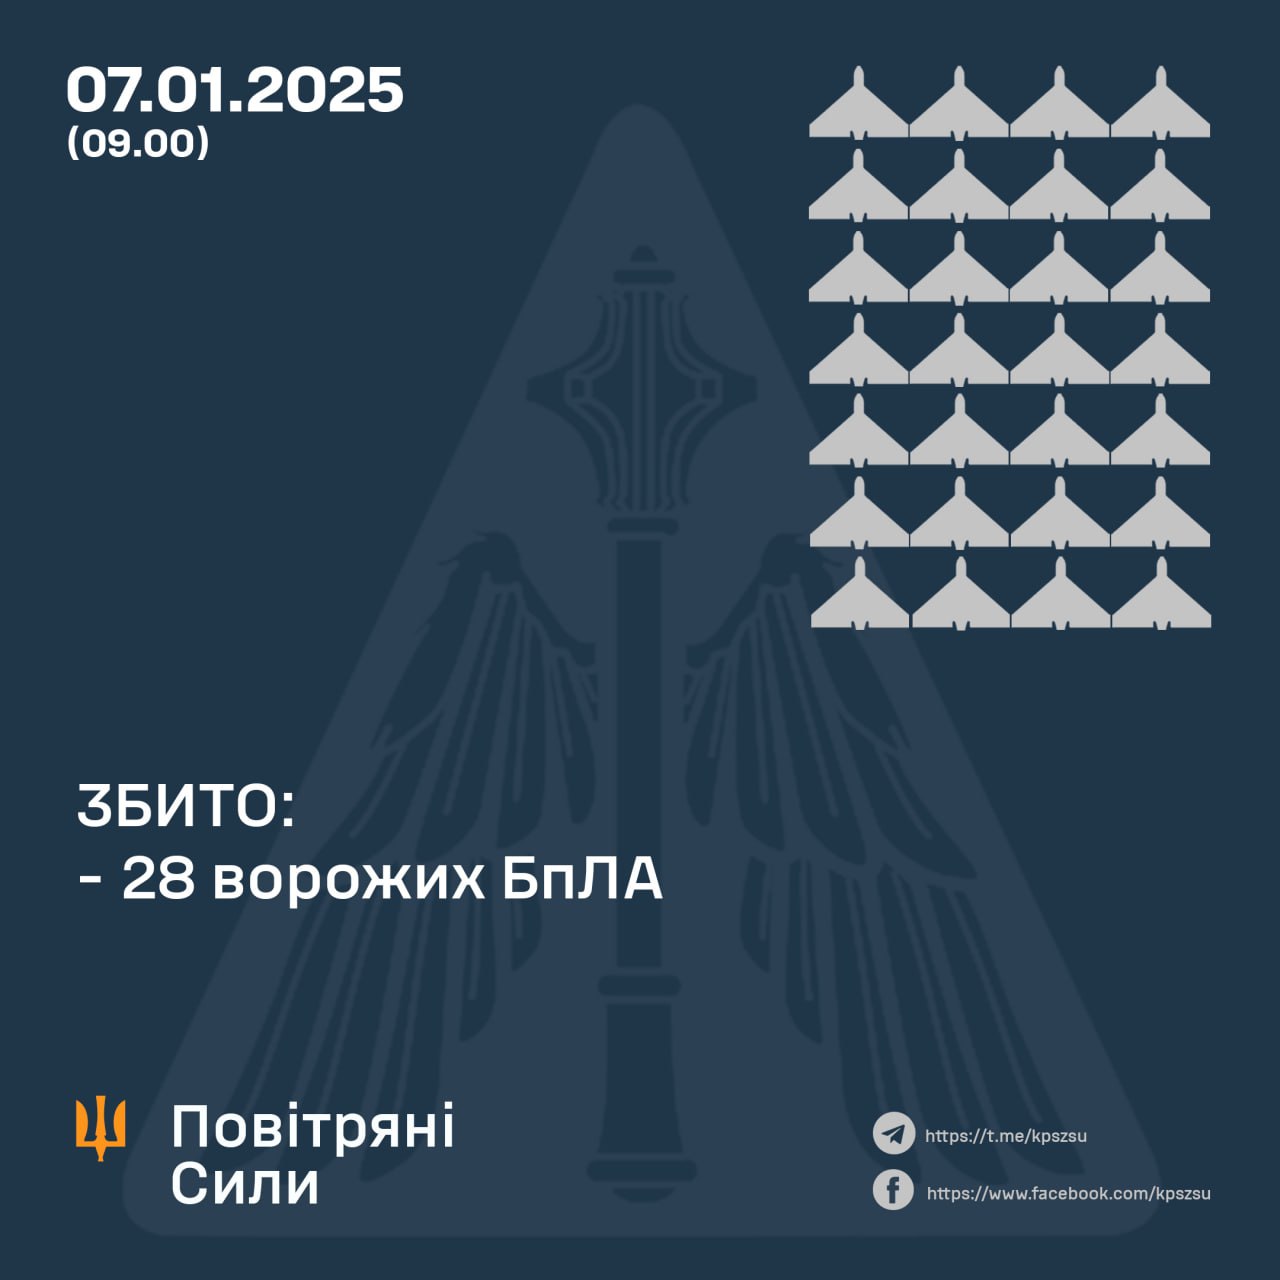 07.01.2025
(09.00)
ЗБИТО:
- 28 ворожих БпЛА
Повітряні
Сили
https://t.me/kpszsu
https://www.facebook.com/kpszsu